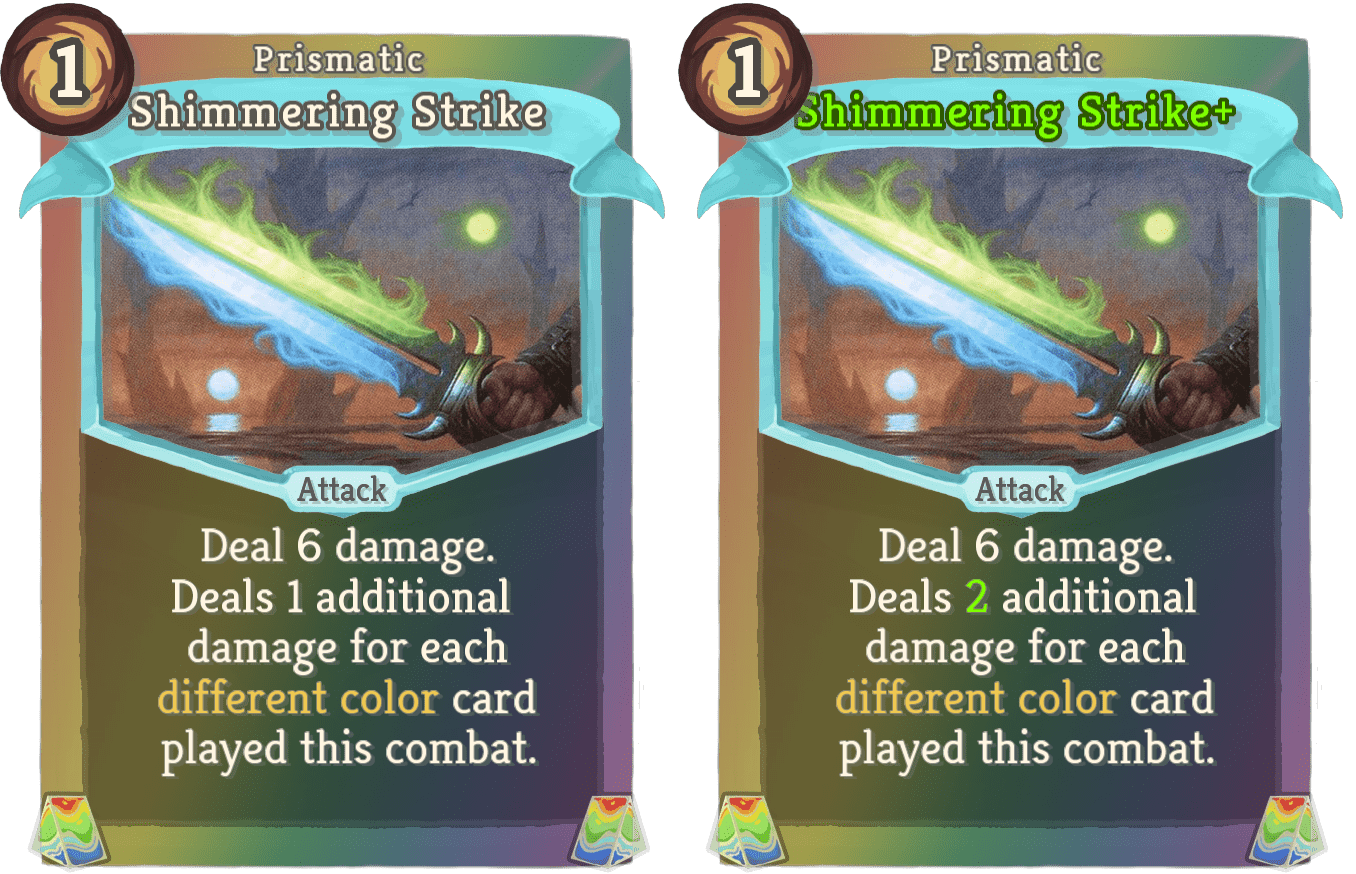 1
Prismatic
Shimmering Strike
Attack
Deal 6 damage.
Deals 1 additional
damage for each
different color card
played this combat.
1
Prismatic
Shimmering Strike+
Attack
Deal 6 damage.
Deals 2 additional
damage for each
different color card
played this combat.